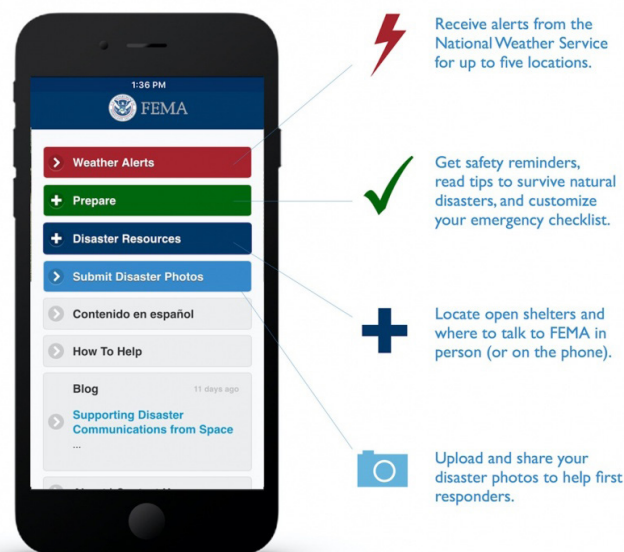 1:36 PM
FEMA
Weather Alerts
Prepare
Disaster Resources
Submit Disaster Photos
Contenido en español
How To Help
Blog 11 days ago
Supporting Disaster
Communications from Space
...
Receive alerts from the
National Weather Service
for up to five locations.
Get safety reminders,
read tips to survive natural
disasters, and customize
your emergency checklist.
Locate open shelters and
where to talk to FEMA in
person (or on the phone).
Upload and share your
disaster photos to help first
responders.